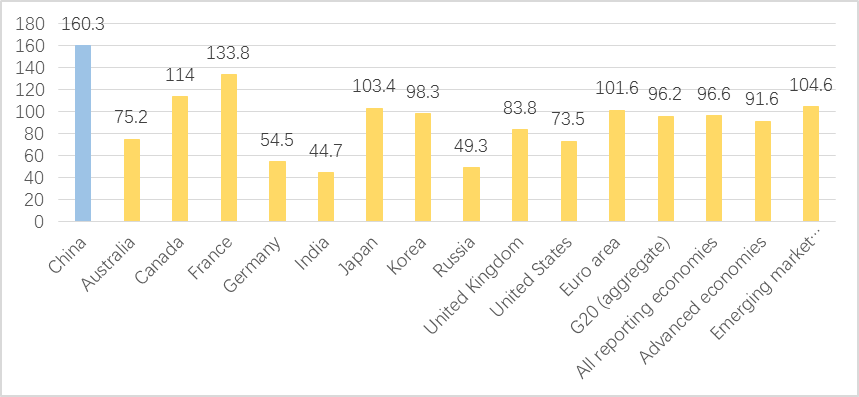 180
160
140
120
100
80
60
40
20
0
160.3
75.2
114
133.8
54.5
44.7
103.4
98.3
49.3
83.8
73.5
101.6
96.2
96.6
91.6
104.6
China
Australia
Canada
France
Germany
India
Japan
Korea
Russia
United Kingdom
United States
Euro area
G20 (aggregate)
All reporting economies
Advanced economies
Emerging market…